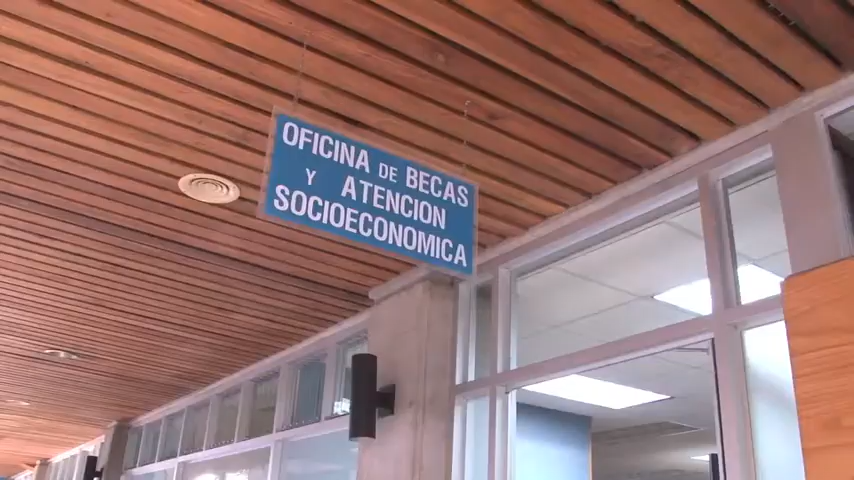 OFICINA DE BECAS
Y ATENCION
SOCIOECONOMICA